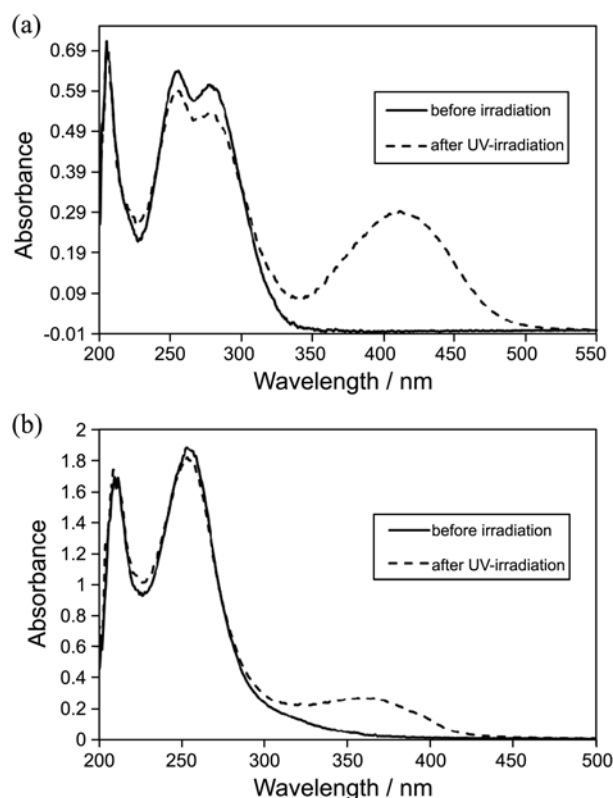 (a)
0.69
0.59
0.49
0.39
0.29
0.19
0.09
-0.01
Absorbance
before irradiation
after UV-irradiation
200 250 300 350 400 450 500 550
Wavelength / nm
(b)
2
1.8
1.6
1.4
1.2
1
0.8
0.6
0.4
0.2
0
Absorbance
before irradiation
after UV-irradiation
200 250 300 350 400 450 500
Wavelength / nm